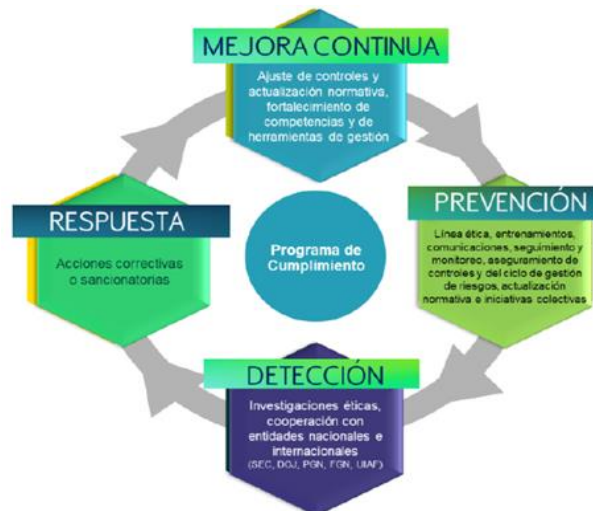 MEJORA CONTINUA
Ajuste de controles y
actualización normativa,
fortalecimiento de
competencias y de
herramientas de gestión
PREVENCIÓN
Línea ética, entrenamientos,
comunicaciones, seguimiento y
monitoreo, aseguramiento de
controles y del ciclo de gestión
de riesgos, actualización
normativa e iniciativas colectivas
RESPUESTA
Acciones correctivas
o sancionatorias
Programa de
Cumplimiento
DETECCIÓN
Investigaciones éticas,
cooperación con
entidades nacionales e
internacionales
(SEC, DOJ, PGN, FGN, UIAF)